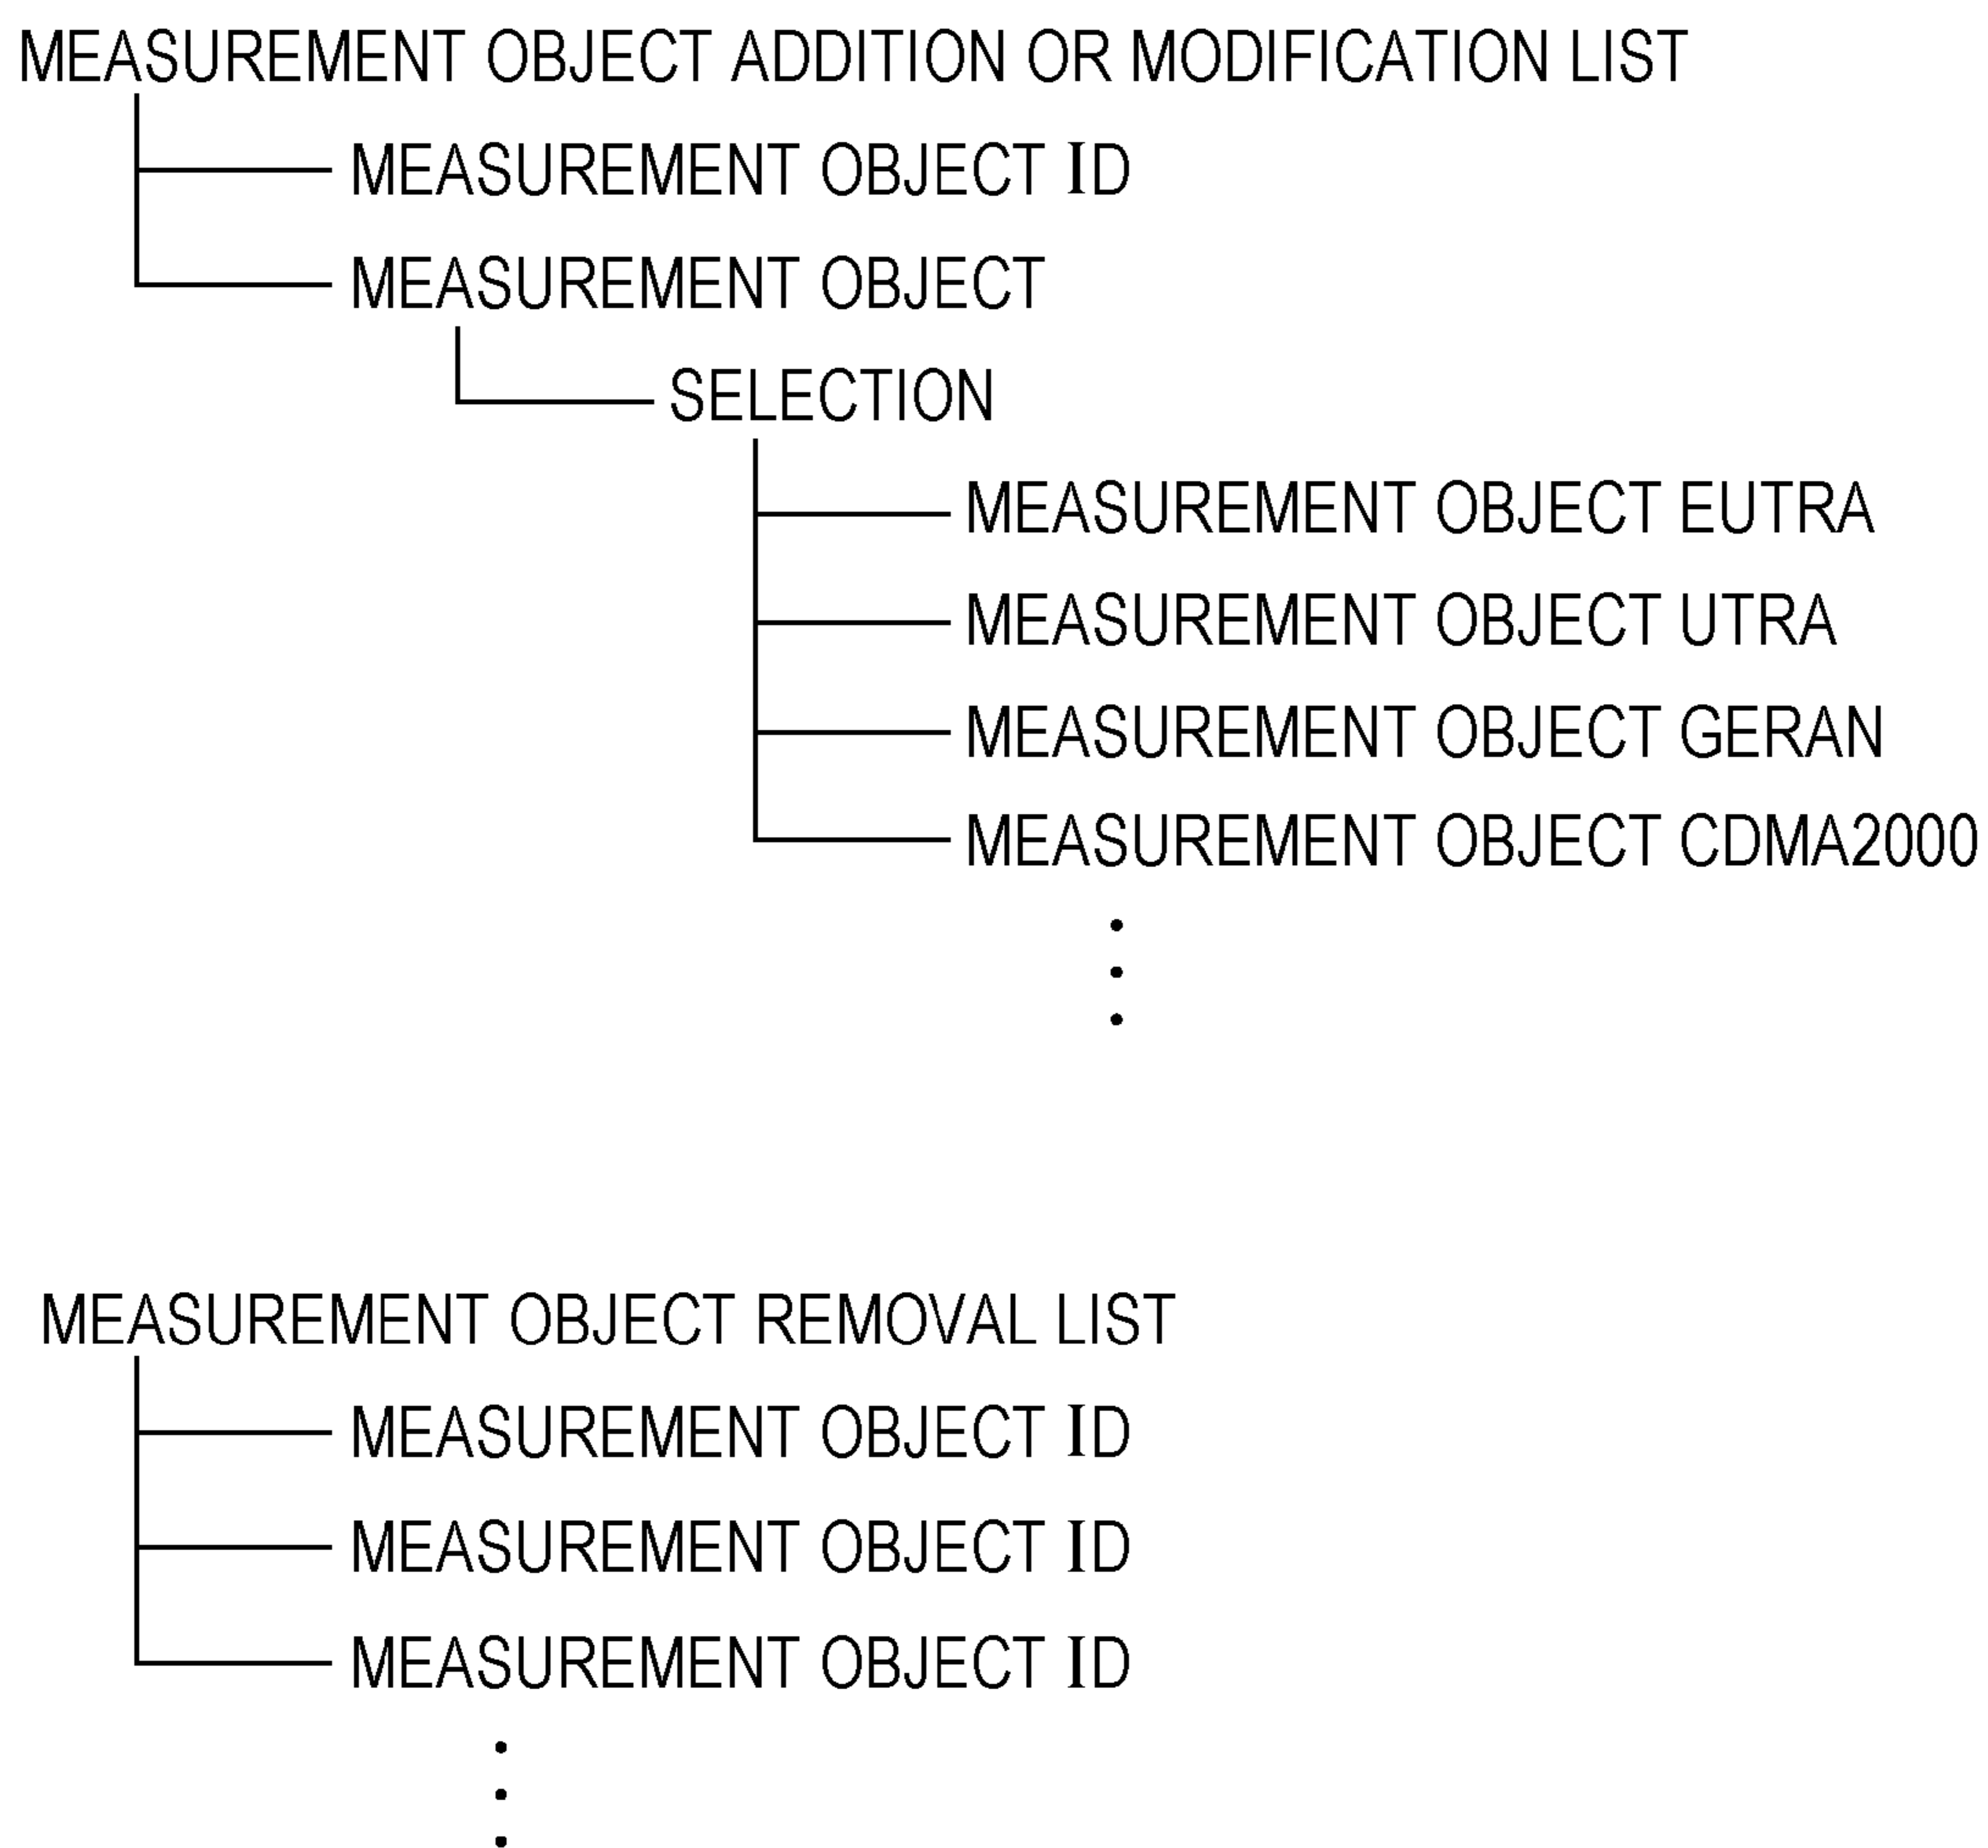 MEASUREMENT OBJECT ADDITION OR MODIFICATION LIST
MEASUREMENT OBJECT ID
MEASUREMENT OBJECT
SELECTION
MEASUREMENT OBJECT EUTRA
MEASUREMENT OBJECT UTRA
MEASUREMENT OBJECT GERAN
MEASUREMENT OBJECT CDMA2000
MEASUREMENT OBJECT REMOVAL LIST
MEASUREMENT OBJECT ID
MEASUREMENT OBJECT ID
MEASUREMENT OBJECT ID